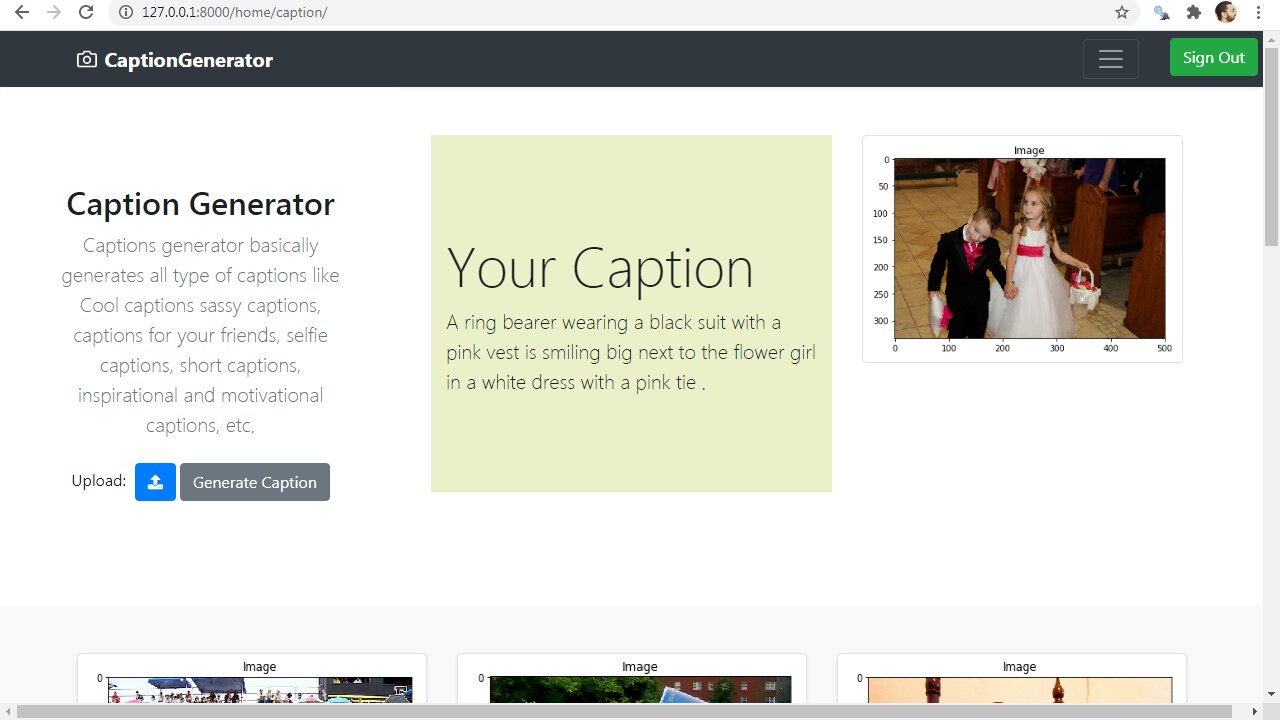 127.0.0.1:8000/home/caption/
CaptionGenerator
Sign Out
Caption Generator
Captions generator basically
generates all type of captions like
Cool captions sassy captions,
captions for your friends, selfie
captions, short captions,
inspirational and motivational
captions, etc.
Upload:
Generate Caption
Your Caption
A ring bearer wearing a black suit with a
pink vest is smiling big next to the flower girl
in a white dress with a pink tie .
Image
0
50
100
150
200
250
300
0 100 200 300 400 500
Image
0
Image
0
Image
0